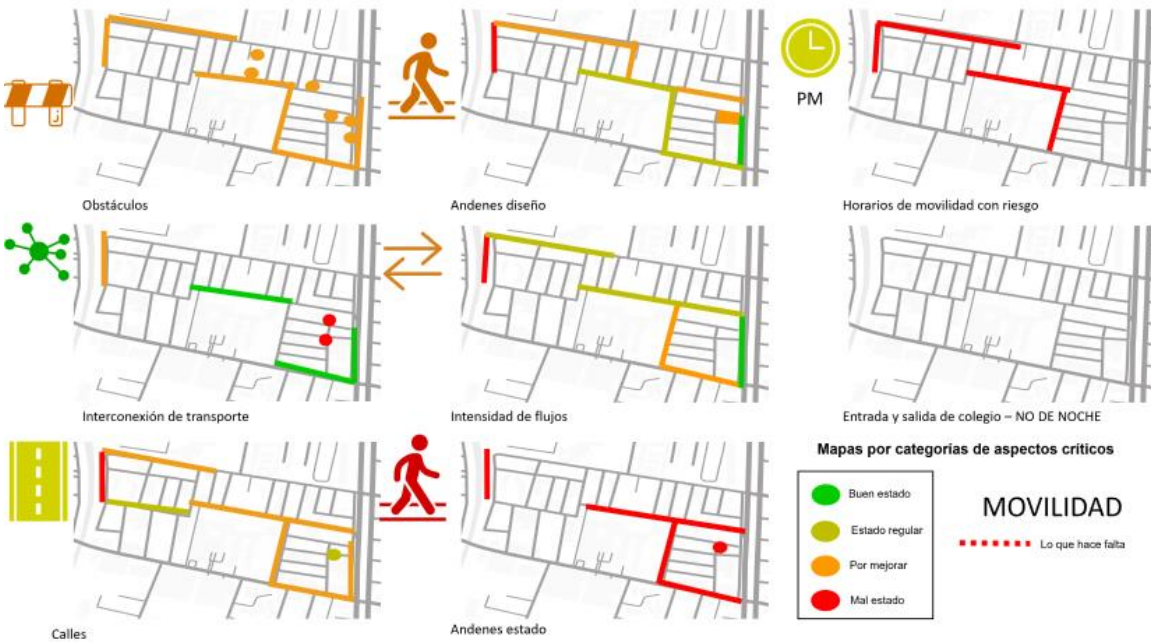 PM
Obstáculos
Andenes diseño
Horarios de movilidad con riesgo
Interconexión de transporte
Intensidad de flujos
Entrada y salida de colegio – NO DE NOCHE
Mapas por categorías de aspectos críticos
Buen estado
Estado regular
Por mejorar
Mal estado
MOVILIDAD
Lo que hace falta
Calles
Andenes estado